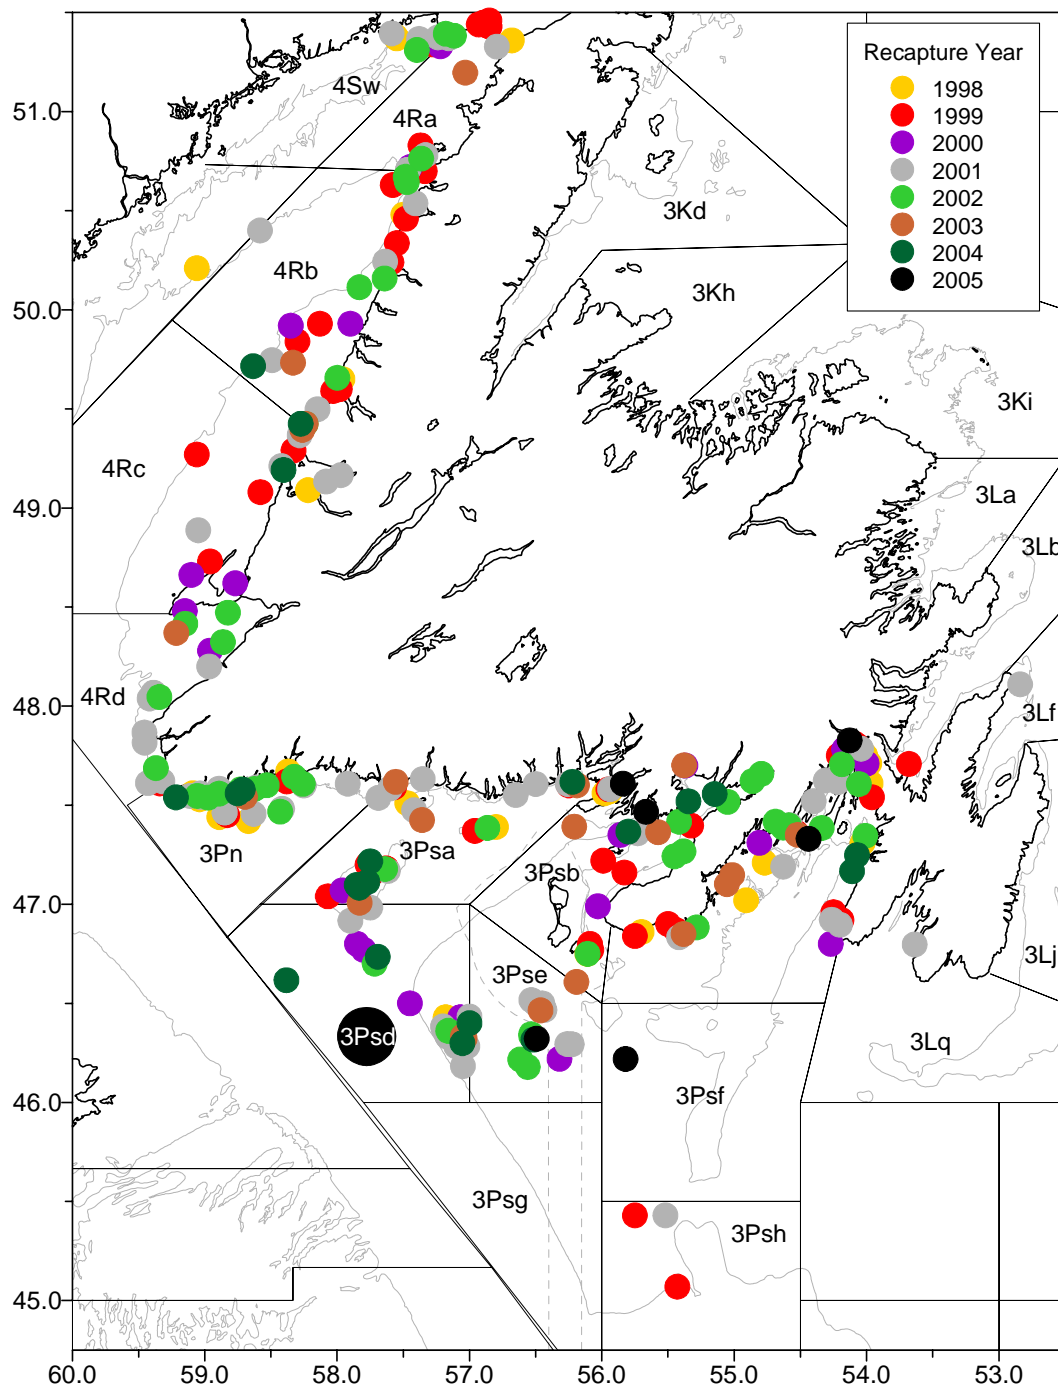 Recapture Year
1998
1999
2000
2001
2002
2003
2004
2005
4Sw
4Ra
3Kd
4Rb
3Kh
3Ki
4Rc
3La
3Lb
4Rd
3Lf
3Pn
3Psa
3Psb
3Pse
3Lj
3Psd
3Lq
3Psf
3Psg
3Psh
51.0
50.0
49.0
48.0
47.0
46.0
45.0
60.0 59.0 58.0 57.0 56.0 55.0 54.0 53.0